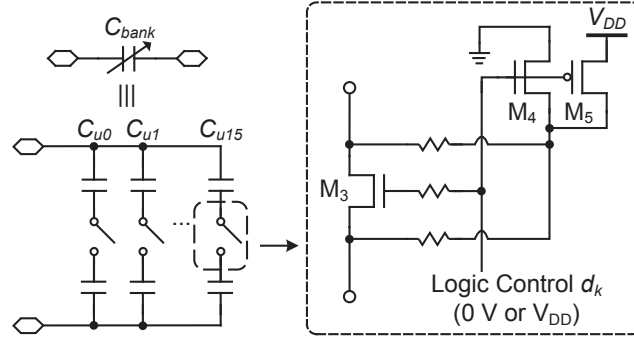 C_bank
C_u0 C_u1 C_u15
...
V_DD
M_4 M_5
M_3
Logic Control d_k
(0 V or V_DD)